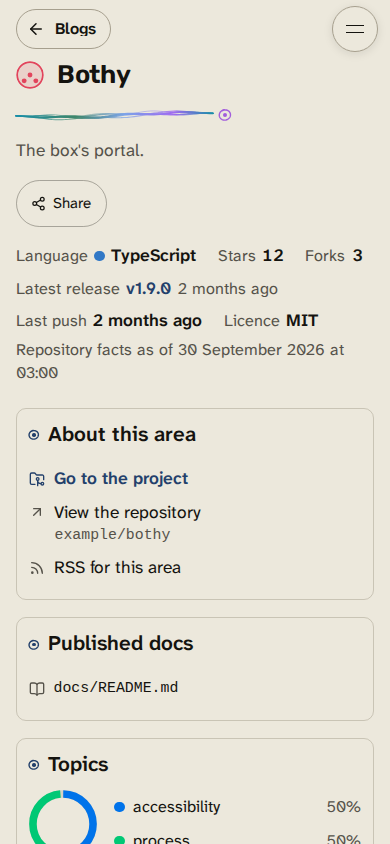 Blogs
Bothy
The box's portal.
Share
Language TypeScript Stars 12 Forks 3
Latest release v1.9.0 2 months ago
Last push 2 months ago Licence MIT
Repository facts as of 30 September 2026 at
03:00
About this area
Go to the project
View the repository
example/bothy
RSS for this area
Published docs
docs/README.md
Topics
accessibility 50%
process 50%